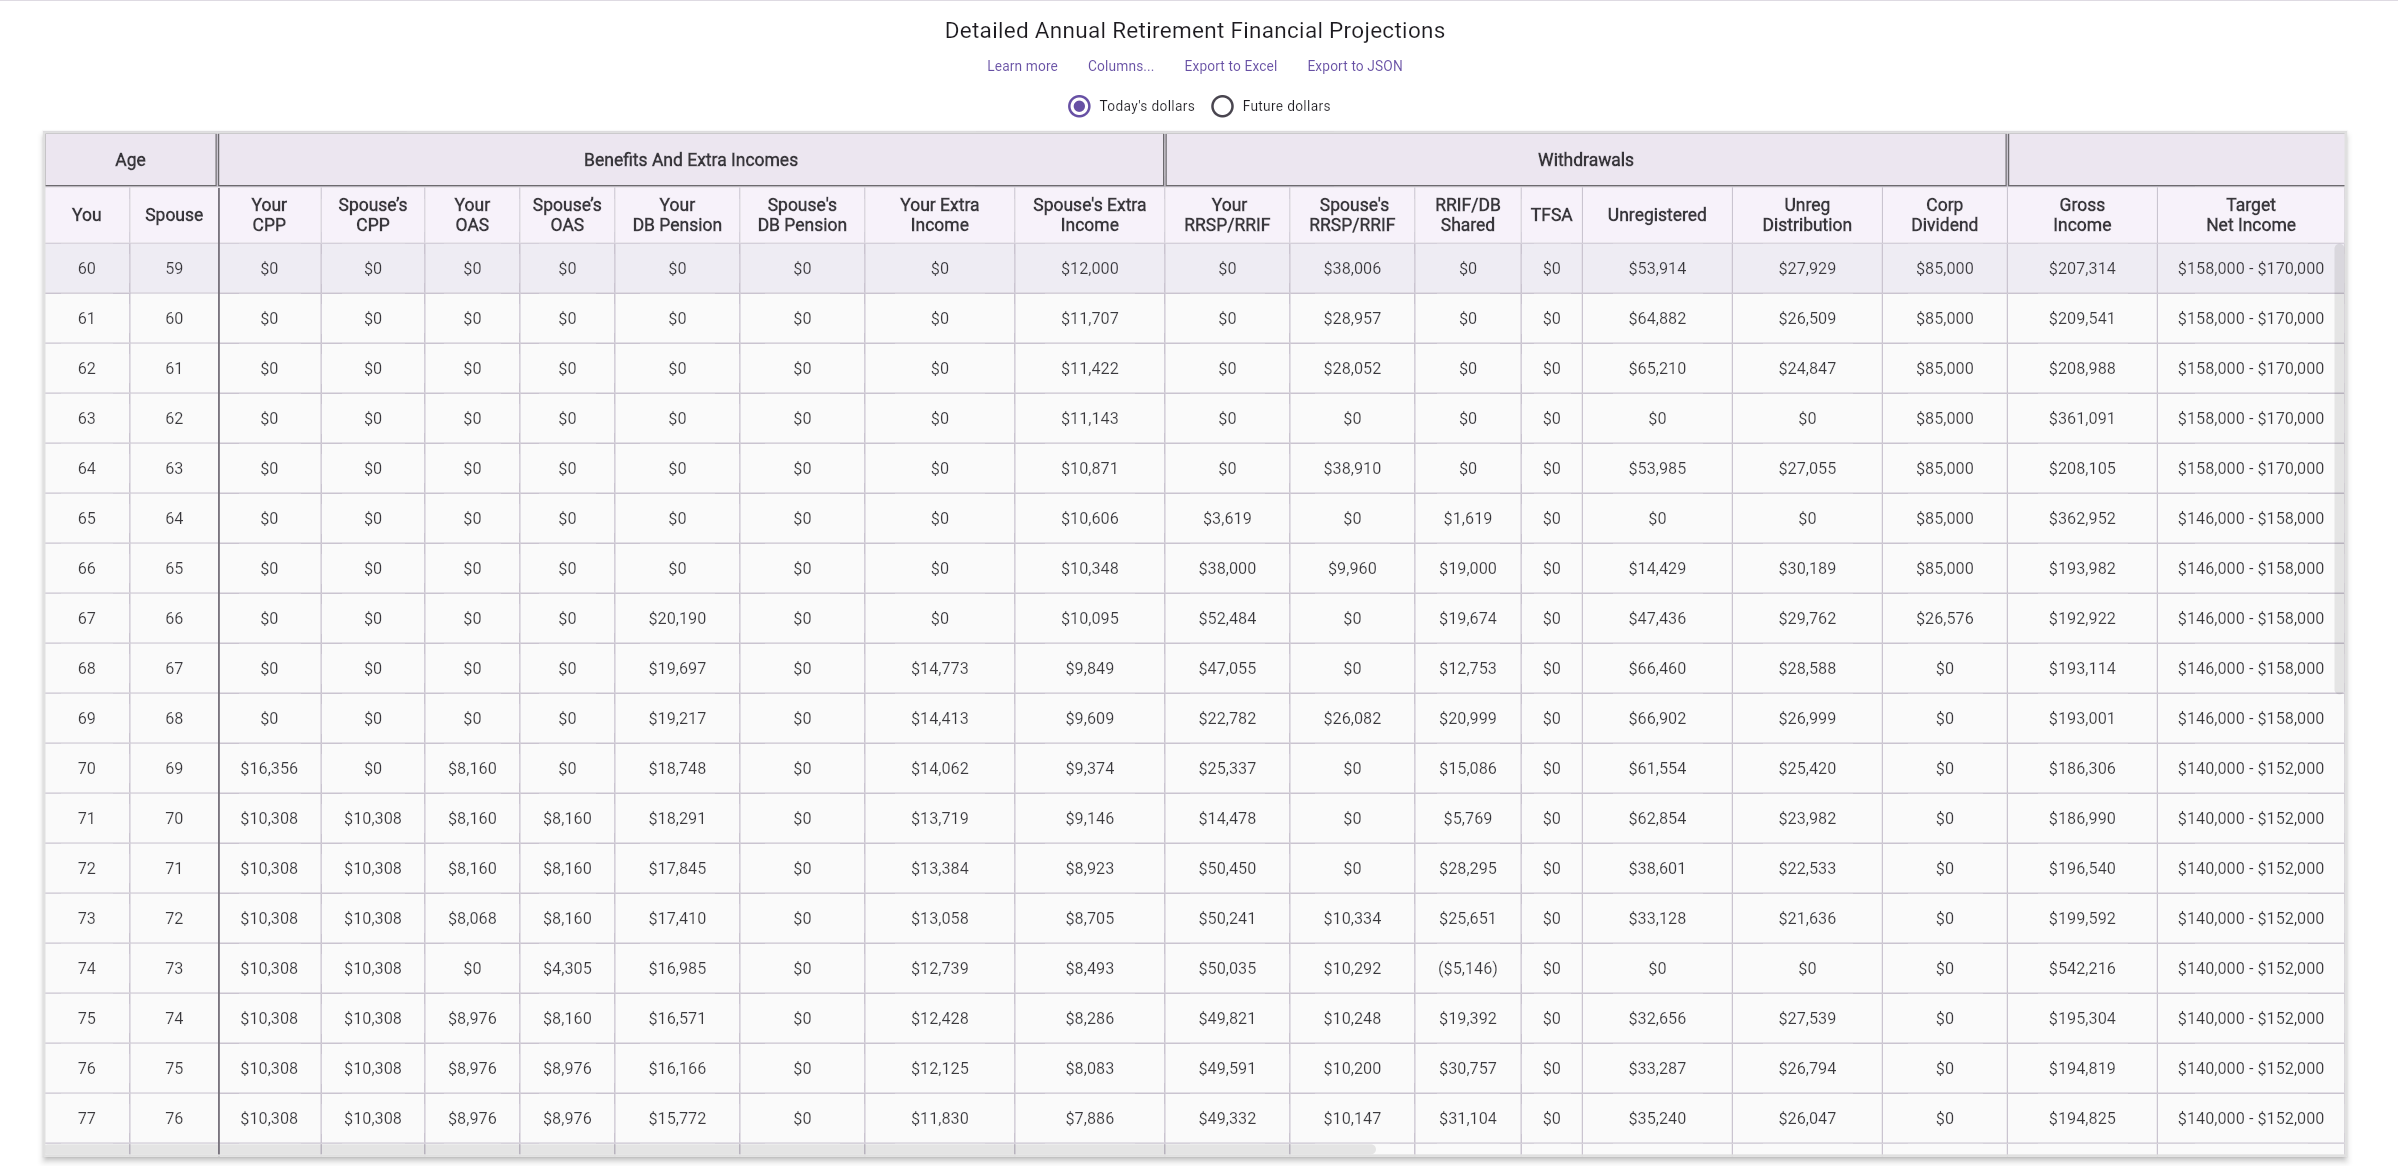 Detailed Annual Retirement Financial Projections
Learn more Columns... Export to Excel Export to JSON
Today's dollars Future dollars
Age Benefits And Extra Incomes Withdrawals
You Spouse Your CPP Spouse’s CPP Your OAS Spouse’s OAS Your DB Pension Spouse's DB Pension Your Extra Income Spouse's Extra Income Your RRSP/RRIF Spouse's RRSP/RRIF RRIF/DB Shared TFSA Unregistered Unreg Distribution Corp Dividend Gross Income Target Net Income
60 59 $0 $0 $0 $0 $0 $0 $0 $12,000 $0 $38,006 $0 $0 $53,914 $27,929 $85,000 $207,314 $158,000 - $170,000
61 60 $0 $0 $0 $0 $0 $0 $0 $11,707 $0 $28,957 $0 $0 $64,882 $26,509 $85,000 $209,541 $158,000 - $170,000
62 61 $0 $0 $0 $0 $0 $0 $0 $11,422 $0 $28,052 $0 $0 $65,210 $24,847 $85,000 $208,988 $158,000 - $170,000
63 62 $0 $0 $0 $0 $0 $0 $0 $11,143 $0 $0 $0 $0 $0 $0 $85,000 $361,091 $158,000 - $170,000
64 63 $0 $0 $0 $0 $0 $0 $0 $10,871 $0 $38,910 $0 $0 $53,985 $27,055 $85,000 $208,105 $158,000 - $170,000
65 64 $0 $0 $0 $0 $0 $0 $0 $10,606 $3,619 $0 $1,619 $0 $0 $0 $85,000 $362,952 $146,000 - $158,000
66 65 $0 $0 $0 $0 $0 $0 $0 $10,348 $38,000 $9,960 $19,000 $0 $14,429 $30,189 $85,000 $193,982 $146,000 - $158,000
67 66 $0 $0 $0 $0 $20,190 $0 $0 $10,095 $52,484 $0 $19,674 $0 $47,436 $29,762 $26,576 $192,922 $146,000 - $158,000
68 67 $0 $0 $0 $0 $19,697 $0 $14,773 $9,849 $47,055 $0 $12,753 $0 $66,460 $28,588 $0 $193,114 $146,000 - $158,000
69 68 $0 $0 $0 $0 $19,217 $0 $14,413 $9,609 $22,782 $26,082 $20,999 $0 $66,902 $26,999 $0 $193,001 $146,000 - $158,000
70 69 $16,356 $0 $8,160 $0 $18,748 $0 $14,062 $9,374 $25,337 $0 $15,086 $0 $61,554 $25,420 $0 $186,306 $140,000 - $152,000
71 70 $10,308 $10,308 $8,160 $8,160 $18,291 $0 $13,719 $9,146 $14,478 $0 $5,769 $0 $62,854 $23,982 $0 $186,990 $140,000 - $152,000
72 71 $10,308 $10,308 $8,160 $8,160 $17,845 $0 $13,384 $8,923 $50,450 $0 $28,295 $0 $38,601 $22,533 $0 $196,540 $140,000 - $152,000
73 72 $10,308 $10,308 $8,068 $8,160 $17,410 $0 $13,058 $8,705 $50,241 $10,334 $25,651 $0 $33,128 $21,636 $0 $199,592 $140,000 - $152,000
74 73 $10,308 $10,308 $0 $4,305 $16,985 $0 $12,739 $8,493 $50,035 $10,292 ($5,146) $0 $0 $0 $0 $542,216 $140,000 - $152,000
75 74 $10,308 $10,308 $8,976 $8,160 $16,571 $0 $12,428 $8,286 $49,821 $10,248 $19,392 $0 $32,656 $27,539 $0 $195,304 $140,000 - $152,000
76 75 $10,308 $10,308 $8,976 $8,976 $16,166 $0 $12,125 $8,083 $49,591 $10,200 $30,757 $0 $33,287 $26,794 $0 $194,819 $140,000 - $152,000
77 76 $10,308 $10,308 $8,976 $8,976 $15,772 $0 $11,830 $7,886 $49,332 $10,147 $31,104 $0 $35,240 $26,047 $0 $194,825 $140,000 - $152,000